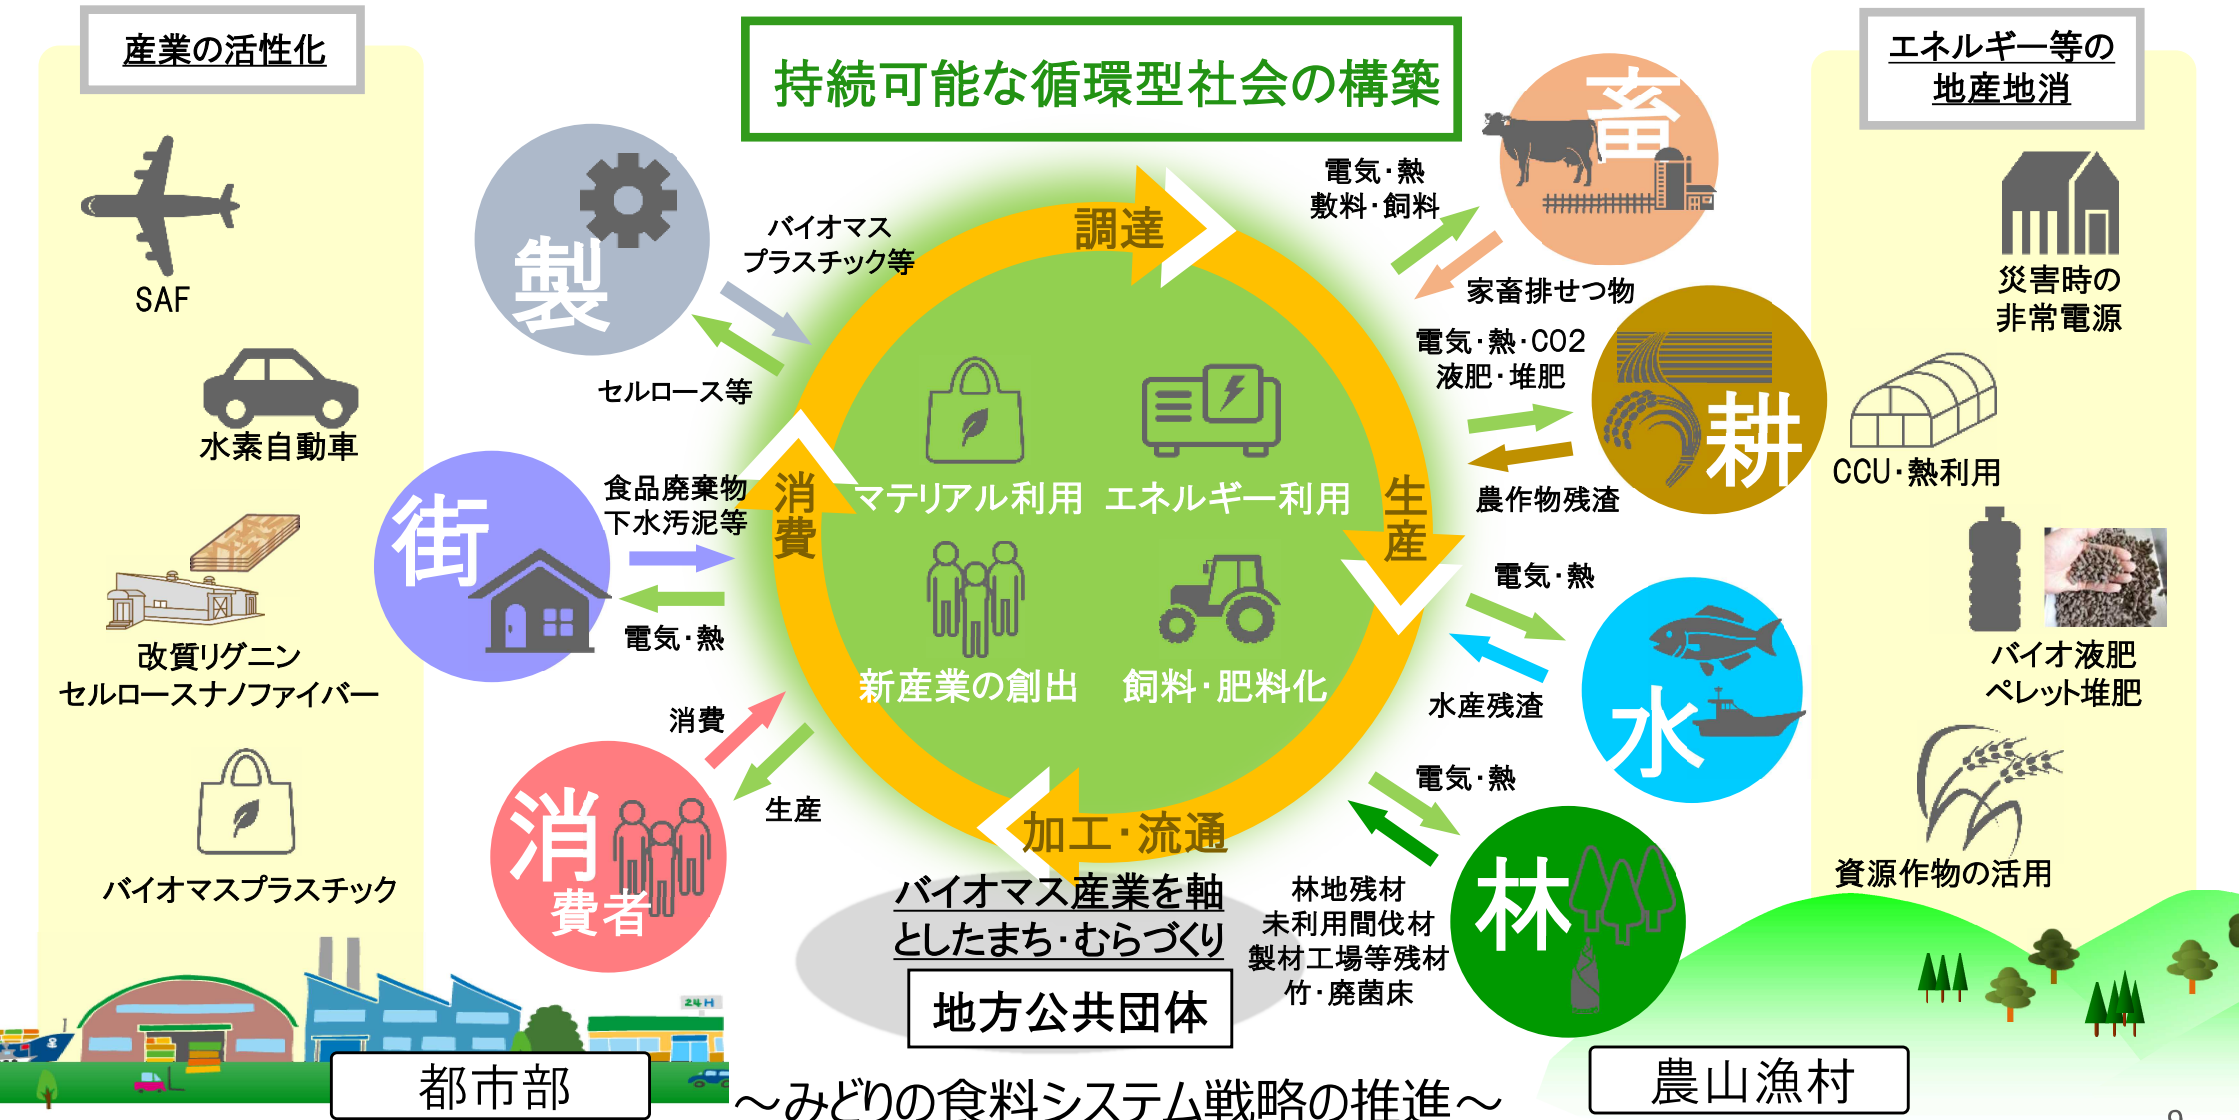 産業の活性化
持続可能な循環型社会の構築
エネルギー等の
地産地消
SAF
水素自動車
改質リグニン
セルロースナノファイバー
バイオマスプラスチック
製
バイオマス
プラスチック等
セルロース等
街
食品廃棄物
下水汚泥等
電気・熱
消費
生産
消
費者
調達
生産
加工・流通
消費
マテリアル利用
エネルギー利用
新産業の創出
飼料・肥料化
畜
電気・熱
敷料・飼料
家畜排せつ物
耕
電気・熱・CO2
液肥・堆肥
農作物残渣
水
電気・熱
水産残渣
林
電気・熱
林地残材
未利用間伐材
製材工場等残材
竹・廃菌床
災害時の
非常電源
CCU・熱利用
バイオ液肥
ペレット堆肥
資源作物の活用
バイオマス産業を軸
としたまち・むらづくり
地方公共団体
24H
都市部
～みどりの食料システム戦略の推進～
農山漁村